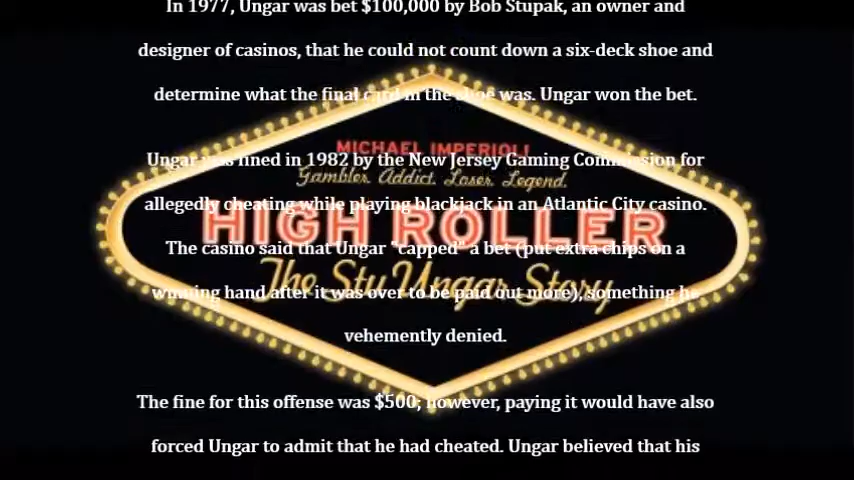 In 1977, Ungar was bet $100,000 by Bob Stupak, an owner and
designer of casinos, that he could not count down a six-deck shoe and
determine what the final card in the shoe was. Ungar won the bet.
MICHAEL IMPERIOLI
Ungar was fined in 1982 by the New Jersey Gaming Commission for
Gambler. Addict. Loser. Legend.
allegedly cheating while playing blackjack in an Atlantic City casino.
HIGH ROLLER
The casino said that Ungar "capped" a bet (put extra chips on a
The Stu Ungar Story
winning hand after it was over to be paid out more), something he
vehemently denied.
The fine for this offense was $500; however, paying it would have also
forced Ungar to admit that he had cheated. Ungar believed that his